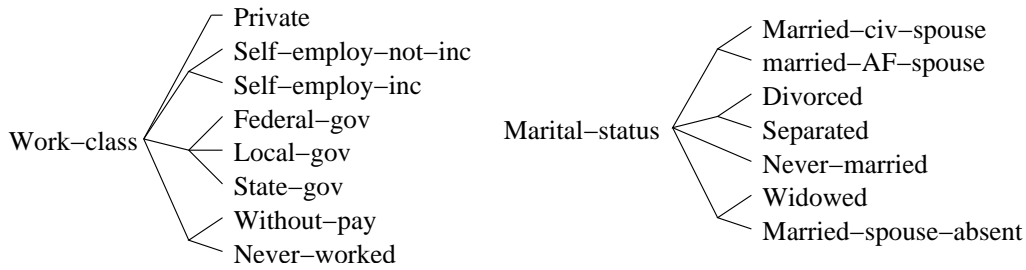 Work−class
Private
Self−employ−not−inc
Self−employ−inc
Federal−gov
Local−gov
State−gov
Without−pay
Never−worked
Marital−status
Married−civ−spouse
married−AF−spouse
Divorced
Separated
Never−married
Widowed
Married−spouse−absent